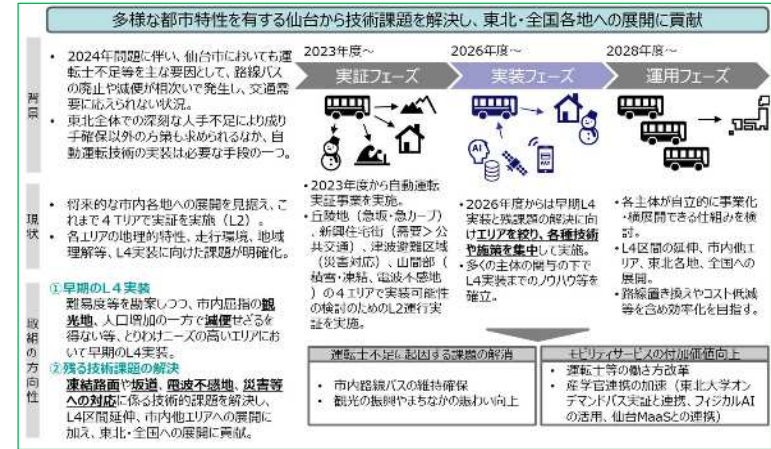 多様な都市特性を有する仙台から技術課題を解決し、東北・全国各地への展開に貢献
背景
• 2024年問題に伴い、仙台市においても運
転士不足等を主な要因として、路線バス
の廃止や減便が相次いで発生し、交通需
要に応えられない状況。
• 東北全体での深刻な人手不足により成り
手確保以外の方策も求められるなか、自
動運転技術の実装は必要な手段の一つ。
現状
• 将来的な市内各地への展開を見据え、こ
れまで4エリアで実証を実施（L2）。
• 各エリアの地理的特性、走行環境、地域
理解等、L4実装に向けた課題が明確化。
取組の方向性
①早期のL4実装
難易度等を勘案しつつ、市内屈指の観
光地、人口増加の一方で減便せざるを
得ない等、とりわけニーズの高いエリアにお
いて早期のL4実装。
②残る技術課題の解決
凍結路面や坂道、電波不感地、災害等
への対応に係る技術的課題を解決し、
L4区間延伸、市内他エリアへの展開に
加え、東北・全国への展開に貢献。
2023年度～
実証フェーズ
•2023年度から自動運転
実証事業を実施。
•丘陵地（急坂・急カーブ）
、新興住宅街（需要＞公
共交通）、津波避難区域
（災害対応）、山間部（
積雪・凍結、電波不感地
）の4エリアで実装可能性
の検討のためのL2運行実
証を実施。
2026年度～
実装フェーズ
AI
•2026年度からは早期L4
実装と残課題の解決に向
けエリアを絞り、各種技術
や施策を集中して実施。
•多くの主体の関与の下で
L4実装までのノウハウ等を
確立。
2028年度～
運用フェーズ
•各主体が自立的に事業化
・横展開できる仕組みを検
討。
•L4区間の延伸、市内他エ
リア、東北各地、全国への
展開。
•路線置き換えやコスト低減
等を含め効率化を目指す。
運転士不足に起因する課題の解消
• 市内路線バスの維持確保
• 観光の振興やまちなかの賑わい向上
モビリティサービスの付加価値向上
• 運転士等の働き方改革
• 産学官連携の加速（東北大学オン
デマンドバス実証と連携、フィジカルAI
の活用、仙台MaaSとの連携）